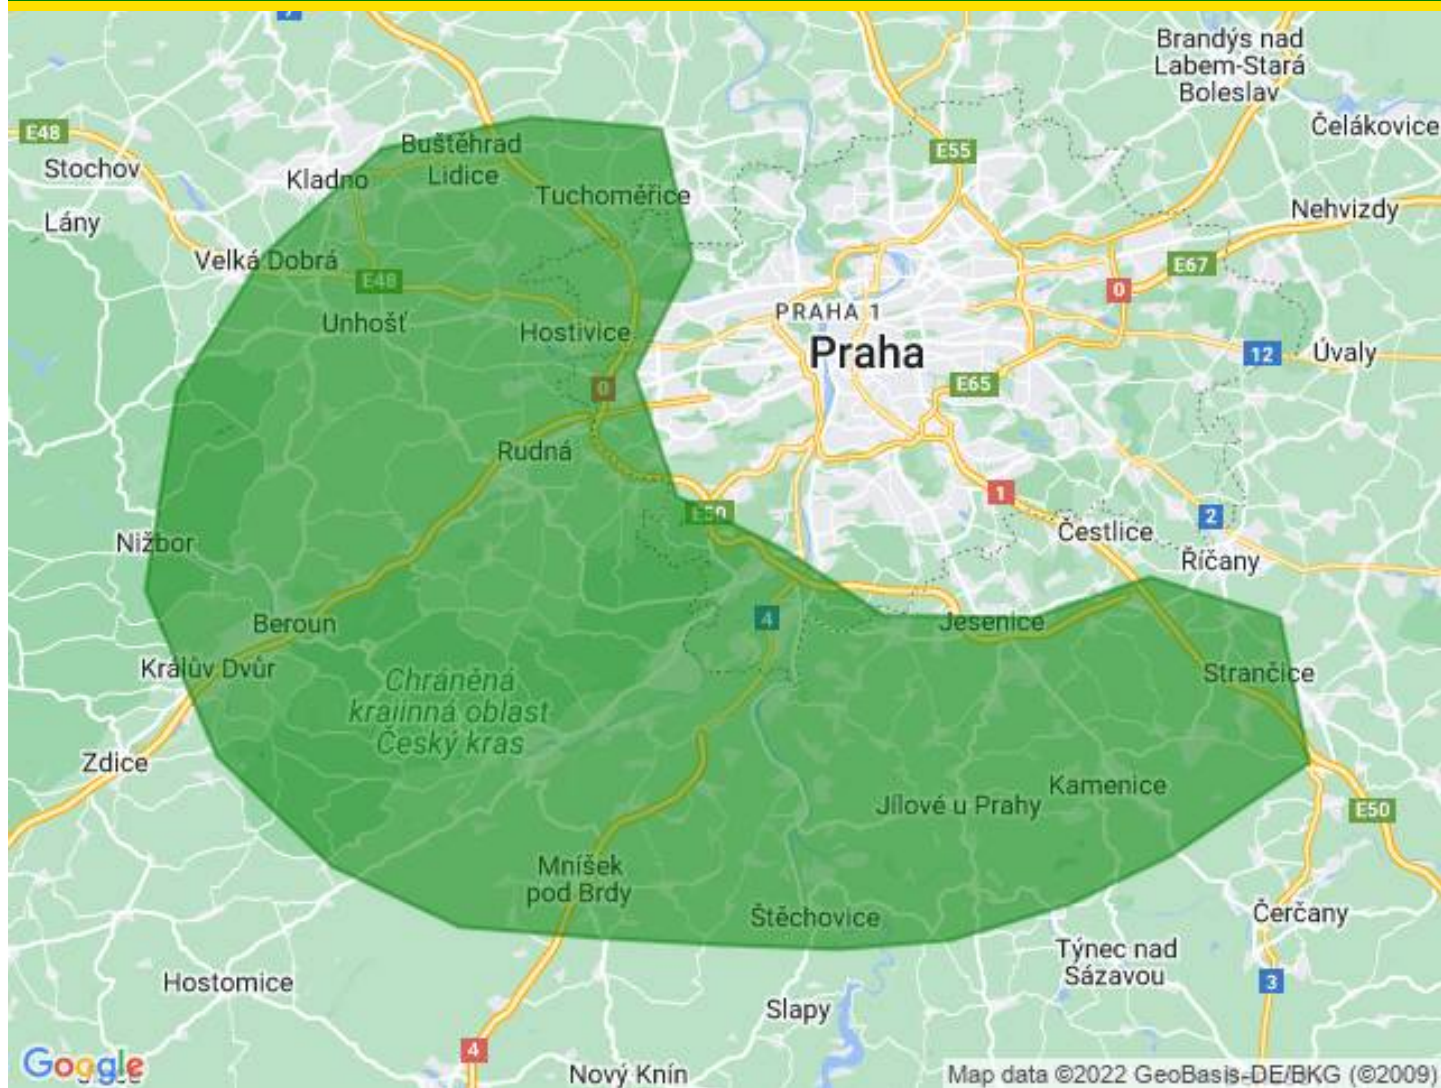 Brandýs nad
Labem-Stará
Boleslav
Čelákovice
E48
Stochov
Buštěhrad
E55
Kladno
Lidice
Tuchoměřice
Lány
Nehvizdy
Velká Dobrá
E48
E67
0
Unhošť
Hostivice
PRAHA 1
Praha
12
Úvaly
0
E65
Rudná
1
E50
2
Čestlice
Nižbor
Říčany
Beroun
4
Jesenice
Králův Dvůr
Strančice
Chráněná
krajinná oblast
Český kras
Zdice
Kamenice
Jílové u Prahy
E50
Mníšek
pod Brdy
Štěchovice
Čerčany
Týnec nad
Sázavou
Hostomice
3
Slapy
4
Google
Nový Knín
Map data ©2022 GeoBasis-DE/BKG (©2009)